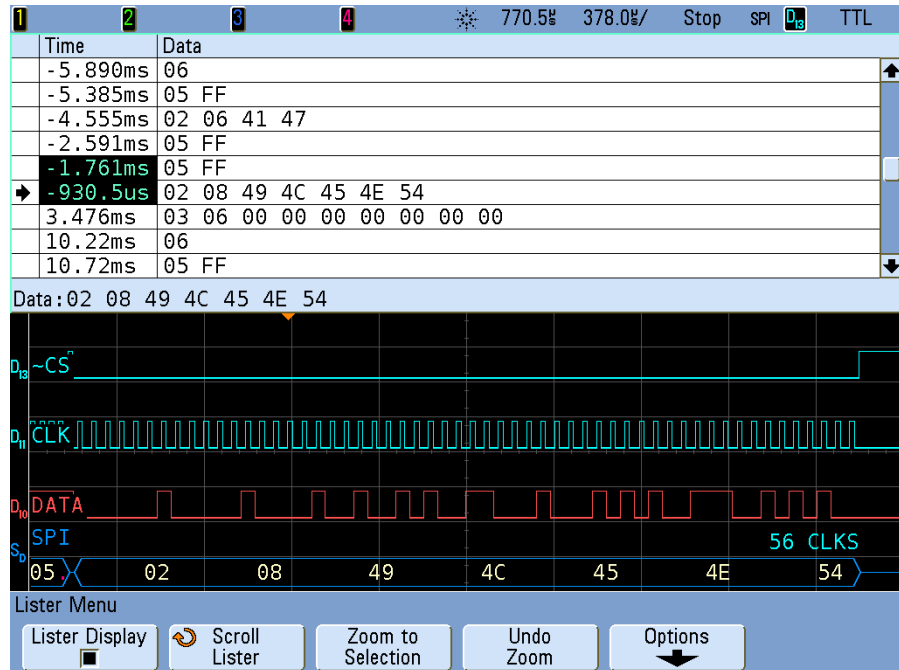 1 2 3 4 770.5us 378.0us/ Stop SPI D13 TTL
Time Data
-5.890ms 06
-5.385ms 05 FF
-4.555ms 02 06 41 47
-2.591ms 05 FF
-1.761ms 05 FF
-930.5us 02 08 49 4C 45 4E 54
3.476ms 03 06 00 00 00 00 00 00 00
10.22ms 06
10.72ms 05 FF
Data:02 08 49 4C 45 4E 54
D13 ~CS
D11 CLK
D10 DATA
SPI
56 CLKS
SD
05 02 08 49 4C 45 4E 54
Lister Menu
Lister Display Scroll Lister Zoom to Selection Undo Zoom Options